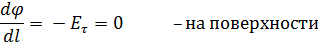 dφ/dl = − E_τ = 0 – на поверхности